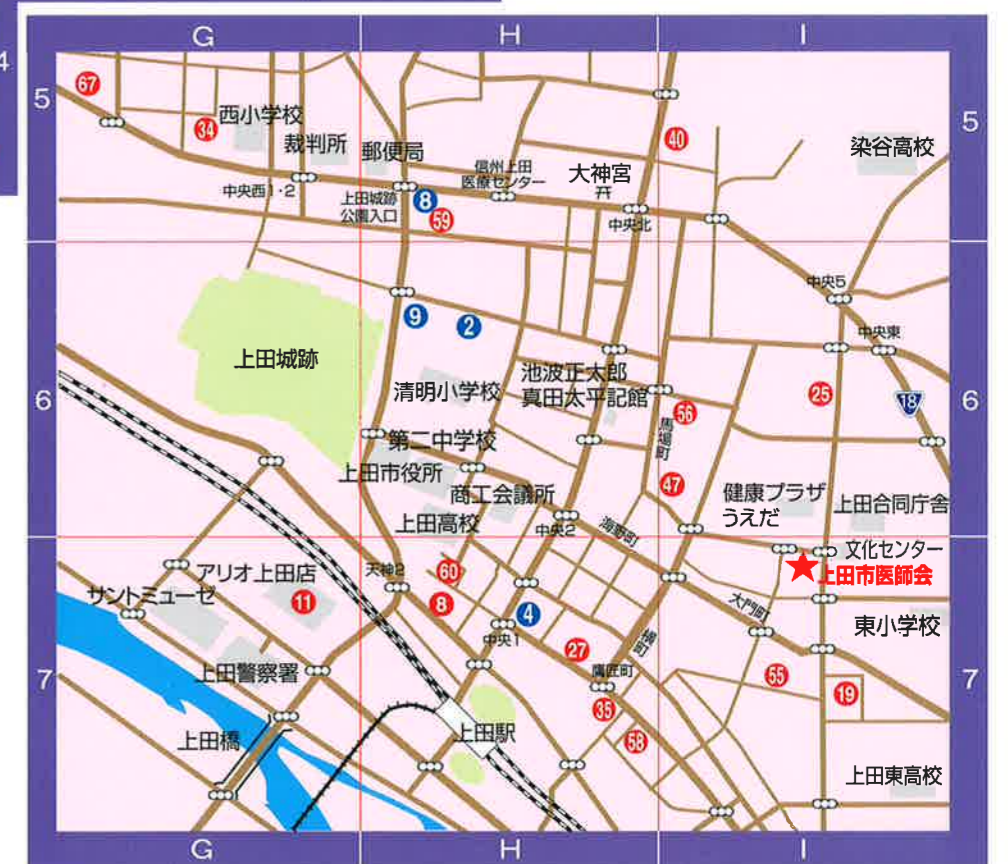 G
H
I
4
5
5
67
34
西小学校
裁判所
郵便局
信州上田
医療センター
大神宮
40
染谷高校
中央西1・2
上田城跡
公園入口
8
59
中央北
中央5
9
2
中央東
上田城跡
池波正太郎
真田太平記館
清明小学校
6
6
25
18
56
馬場町
第二中学校
上田市役所
47
商工会議所
健康プラザ
うえだ
上田合同庁舎
上田高校
中央2
海野町
文化センター
上田市医師会
アリオ上田店
天神2
60
サントミューゼ
11
8
4
大門町
東小学校
中央1
27
横町
鷹匠町
上田警察署
55
7
7
19
35
上田橋
上田駅
58
上田東高校
G
H
I